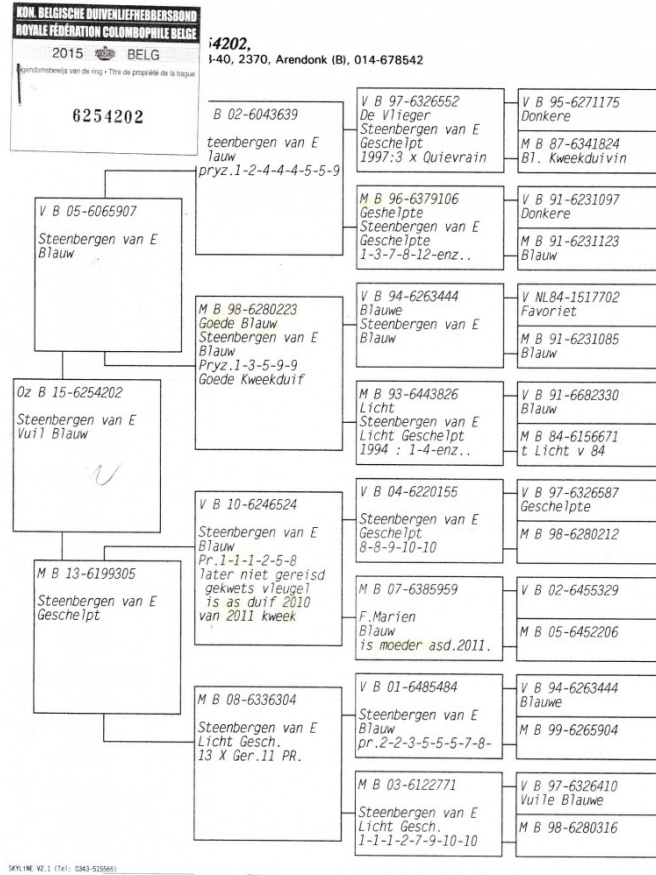 KON. BELGISCHE DUIVENLIEFHEBBERSBOND
ROYALE FÉDÉRATION COLOMBOPHILE BELGE
2015 BELG
gendomsbewijs van de ring • Titre de propriété de la bague
6254202
54202,
3-40, 2370, Arendonk (B), 014-678542
B 02-6043639
teenbergen van E
lauw
pryz.1-2-4-4-4-5-5-9
V B 97-6326552
De Vlieger
Steenbergen van E
Geschelpt
1997:3 x Quievrain
V B 95-6271175
Donkere
M B 87-6341824
Bl. Kweekduivin
V B 05-6065907
Steenbergen van E
Blauw
M B 96-6379106
Geshelpte
Steenbergen van E
Geschelpte
1-3-7-8-12-enz..
V B 91-6231097
Donkere
M B 91-6231123
Blauw
M B 98-6280223
Goede Blauw
Steenbergen van E
Blauw
Pryz.1-3-5-9-9
Goede Kweekduif
V B 94-6263444
Blauwe
Steenbergen van E
Blauw
V NL84-1517702
Favoriet
M B 91-6231085
Blauw
Oz B 15-6254202
Steenbergen van E
Vuil Blauw
M B 93-6443826
Licht
Steenbergen van E
Licht Geschelpt
1994 : 1-4-enz..
V B 91-6682330
Blauw
M B 84-6156671
t Licht v 84
V B 10-6246524
Steenbergen van E
Blauw
Pr.1-1-1-2-5-8
later niet gereisd
gekwets vleugel
is as duif 2010
van 2011 kweek
V B 04-6220155
Steenbergen van E
Geschelpt
8-8-9-10-10
V B 97-6326587
Geschelpte
M B 98-6280212
M B 13-6199305
Steenbergen van E
Geschelpt
M B 07-6385959
F.Marien
Blauw
is moeder asd.2011.
V B 02-6455329
M B 05-6452206
M B 08-6336304
Steenbergen van E
Licht Gesch.
13 X Ger.11 PR.
V B 01-6485484
Steenbergen van E
Blauw
pr.2-2-3-5-5-5-7-8-
V B 94-6263444
Blauwe
M B 99-6265904
M B 03-6122771
Steenbergen van E
Licht Gesch.
1-1-1-2-7-9-10-10
V B 97-6326410
Vuile Blauwe
M B 98-6280316
SKYLINE V2.1 (Tel: 0343-515565)